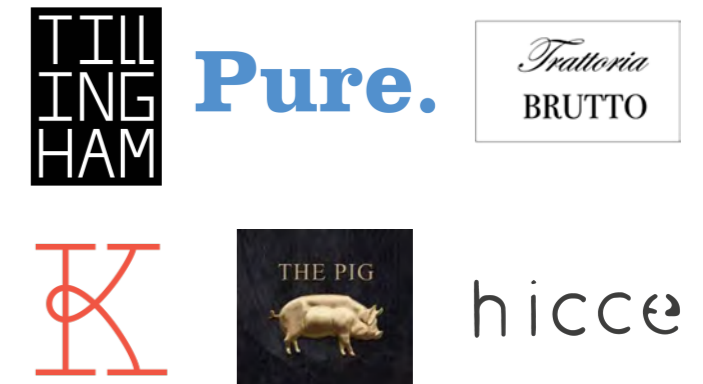 TILL
ING
HAM
Pure.
Trattoria
BRUTTO
K
THE PIG
hicce